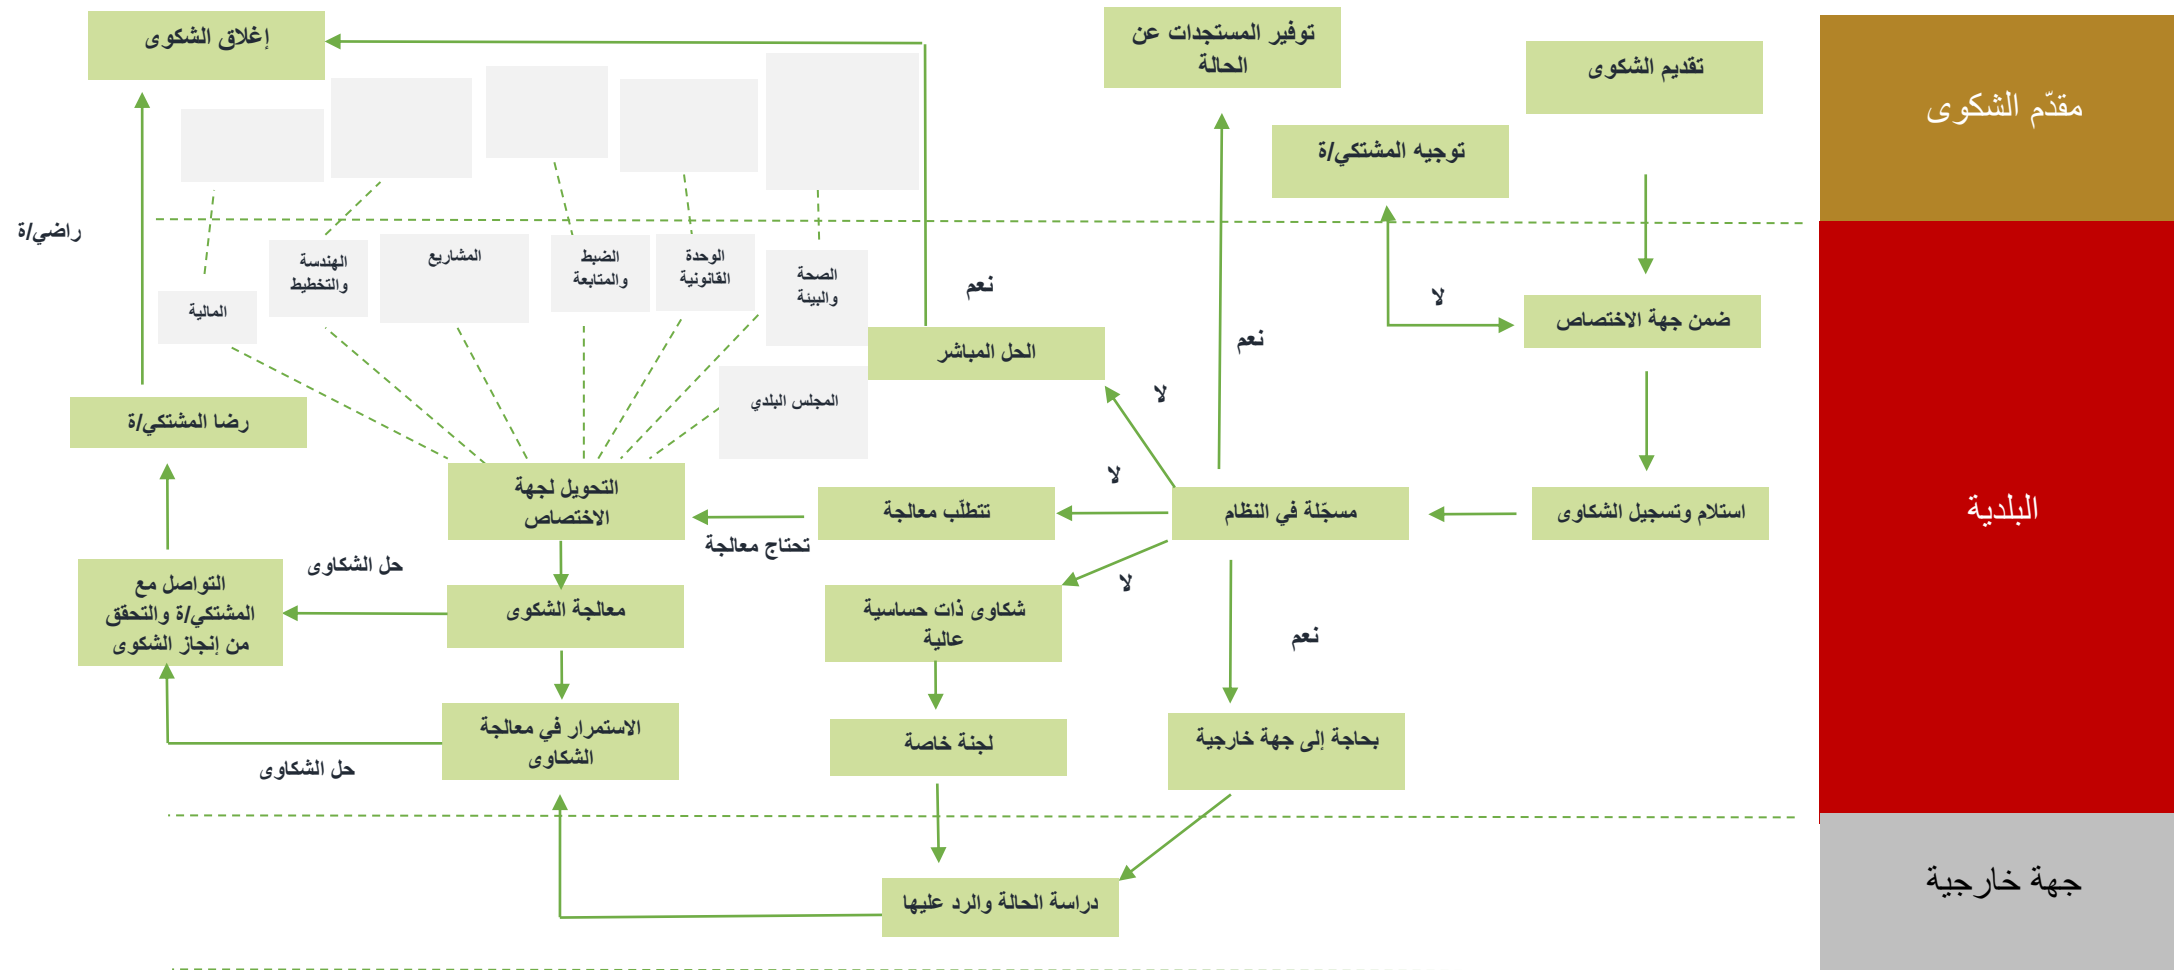 مقدّم الشكوى
تقديم الشكوى
توفير المستجدات عن
الحالة
توجيه المشتكي/ة
إغلاق الشكوى
البلدية
ضمن جهة الاختصاص
لا
نعم
نعم
راضي/ة
الصحة
والبيئة
الوحدة
القانونية
الضبط
والمتابعة
المشاريع
الهندسة
والتخطيط
المالية
المجلس البلدي
الحل المباشر
لا
رضا المشتكي/ة
استلام وتسجيل الشكاوى
مسجّلة في النظام
لا
تتطلّب معالجة
تحتاج معالجة
التحويل لجهة
الاختصاص
لا
شكاوى ذات حساسية
عالية
معالجة الشكوى
حل الشكاوى
التواصل مع
المشتكي/ة والتحقق
من إنجاز الشكوى
نعم
بحاجة إلى جهة خارجية
لجنة خاصة
الاستمرار في معالجة
الشكاوى
حل الشكاوى
جهة خارجية
دراسة الحالة والرد عليها